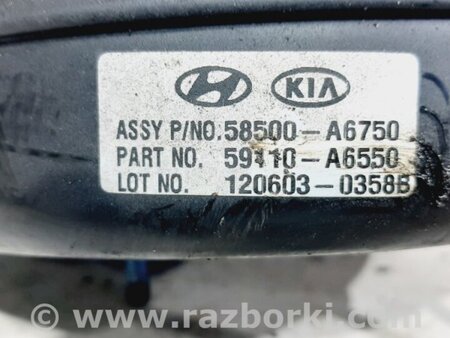 KIA
ASSY P/NO.58500-A6750
PART NO. 59110-A6550
LOT NO. 120603-0358B
www.razborki.com